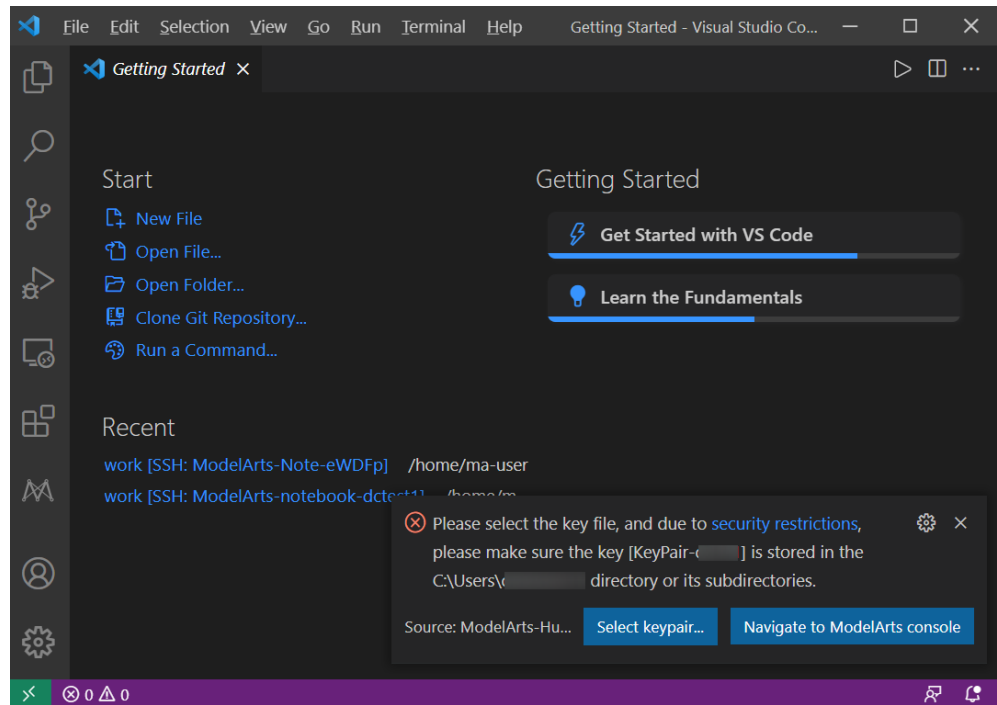 File Edit Selection View Go Run Terminal Help Getting Started - Visual Studio Co...
Getting Started
Start
New File
Open File...
Open Folder...
Clone Git Repository...
Run a Command...
Getting Started
Get Started with VS Code
Learn the Fundamentals
Recent
work [SSH: ModelArts-Note-eWDFp] /home/ma-user
work [SSH: ModelArts-notebook-dctest1] /home/m
Please select the key file, and due to security restrictions,
please make sure the key [KeyPair- ] is stored in the
C:\Users\ directory or its subdirectories.
Source: ModelArts-Hu... Select keypair... Navigate to ModelArts console
0 0